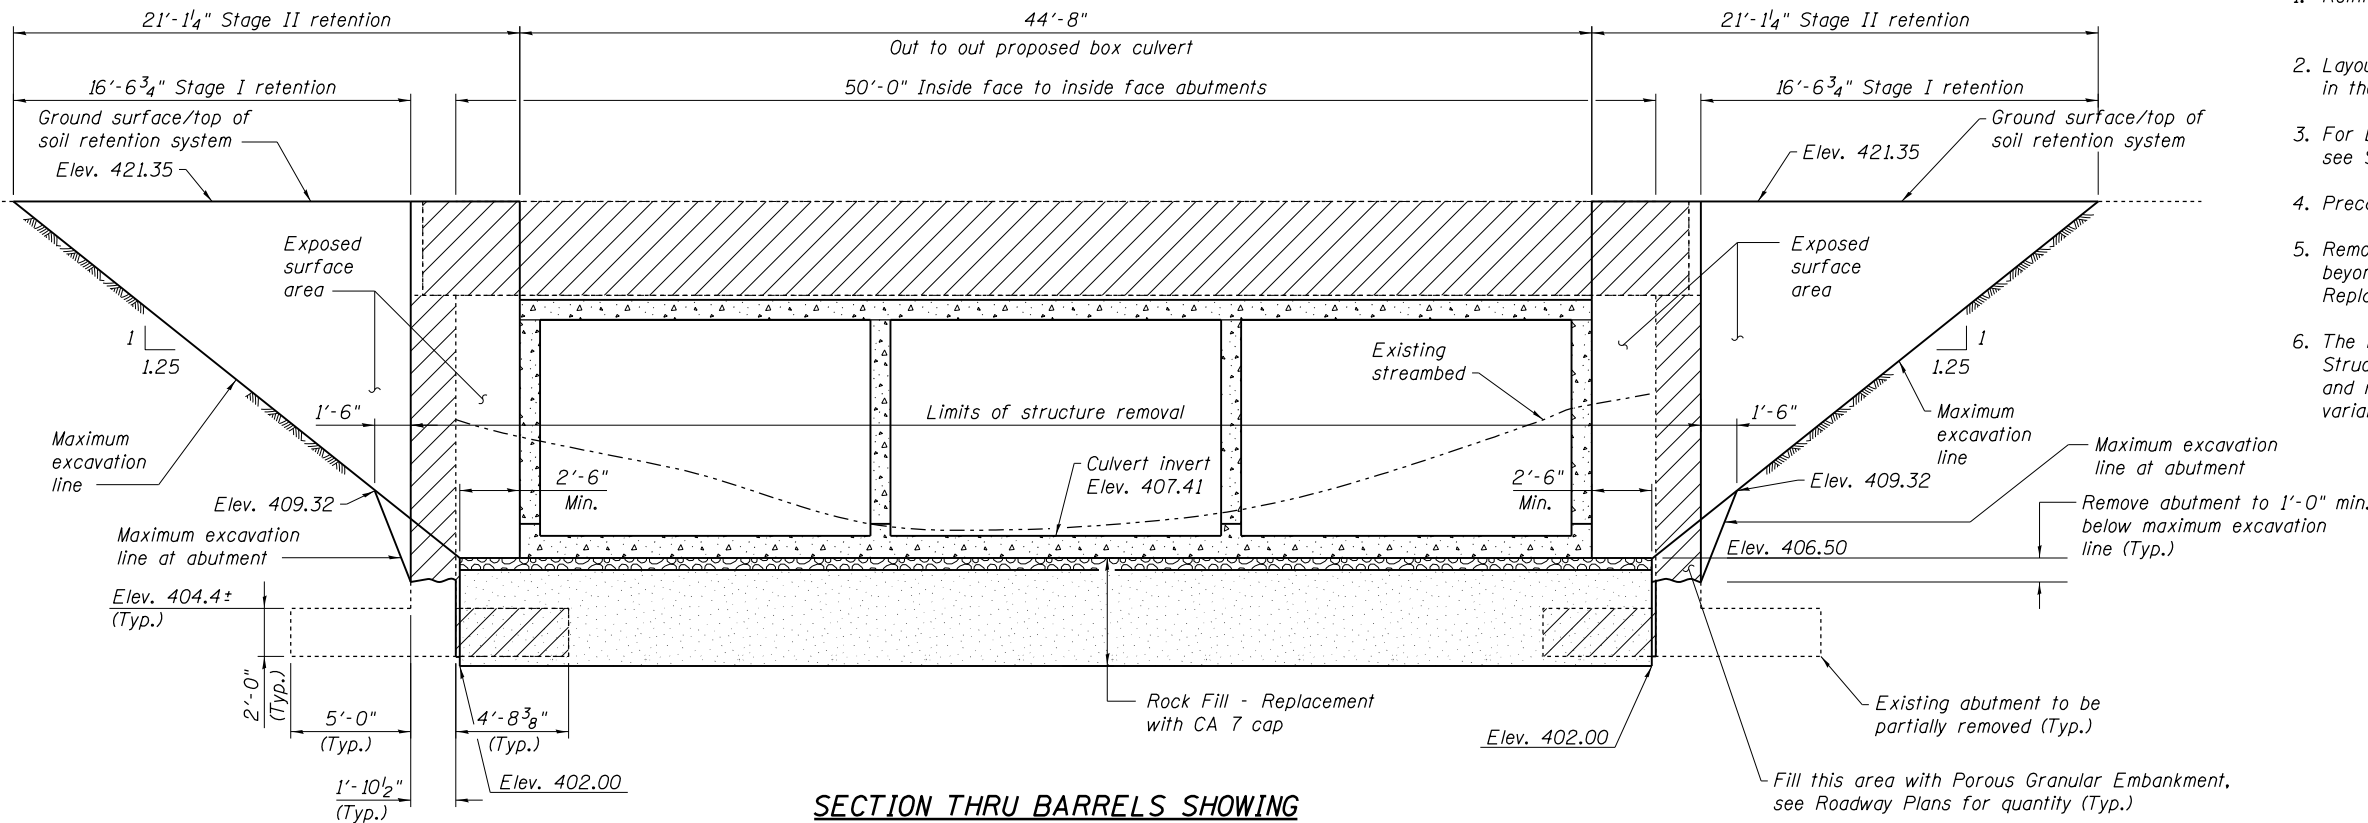 21'-1¼" Stage II retention
44'-8"
21'-1¼" Stage II retention
Out to out proposed box culvert
16'-6¾" Stage I retention
50'-0" Inside face to inside face abutments
16'-6¾" Stage I retention
Ground surface/top of
soil retention system
Elev. 421.35
Ground surface/top of
soil retention system
Elev. 421.35
Exposed
surface
area
Exposed
surface
area
1
1.25
1
1.25
Existing
streambed
1'-6"
Limits of structure removal
1'-6"
Maximum
excavation
line
Maximum
excavation
line
Maximum excavation
line at abutment
Culvert invert
Elev. 407.41
2'-6"
Min.
2'-6"
Min.
Elev. 409.32
Elev. 409.32
Remove abutment to 1'-0" min.
below maximum excavation
line (Typ.)
Maximum excavation
line at abutment
Elev. 406.50
Elev. 404.4±
(Typ.)
2'-0"
(Typ.)
5'-0"
(Typ.)
4'-8⅜"
(Typ.)
1'-10½"
(Typ.)
Elev. 402.00
Rock Fill - Replacement
with CA 7 cap
Elev. 402.00
Existing abutment to be
partially removed (Typ.)
Fill this area with Porous Granular Embankment,
see Roadway Plans for quantity (Typ.)
SECTION THRU BARRELS SHOWING
2.
in
3. For
see
4.
5.
6. The
and